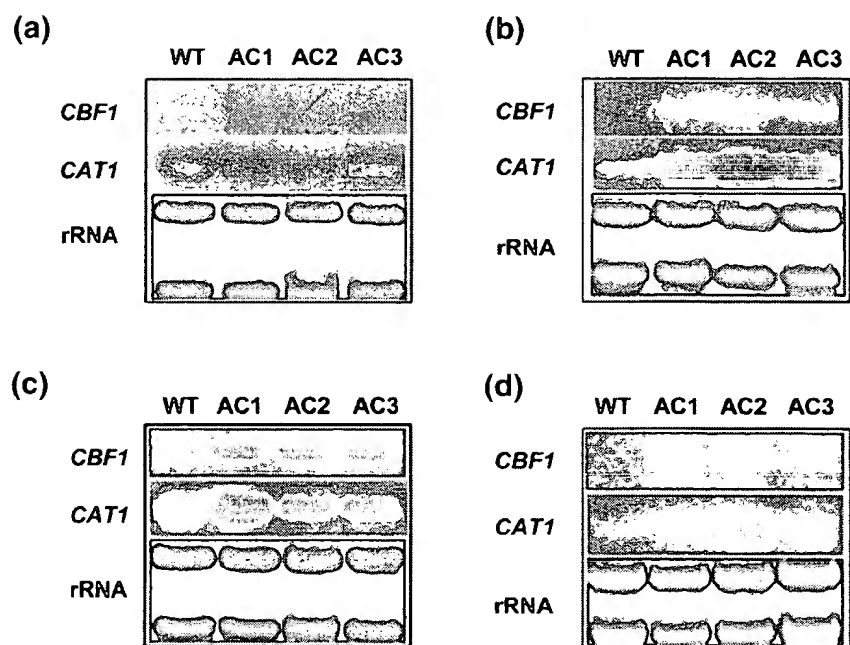 (a)
WT AC1 AC2 AC3
CBF1
CAT1
rRNA
(b)
WT AC1 AC2 AC3
CBF1
CAT1
rRNA
(c)
WT AC1 AC2 AC3
CBF1
CAT1
rRNA
(d)
WT AC1 AC2 AC3
CBF1
CAT1
rRNA